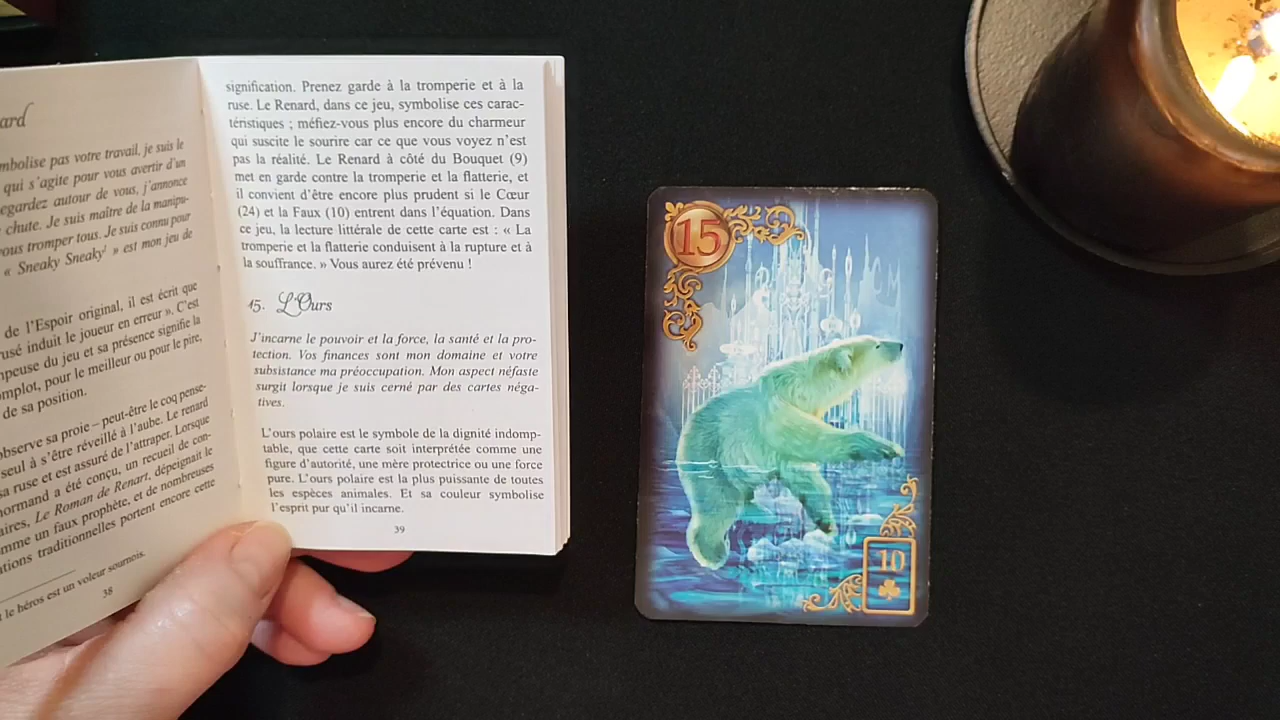 ard
mbolise pas votre travail, je suis le
qui s'agite pour vous avertir d'un
egardez autour de vous, j'annonce
chute. Je suis maître de la manipu-
vous tromper tous. Je suis connu pour
« Sneaky Sneaky¹ » est mon jeu de
de l'Espoir original, il est écrit que
usé induit le joueur en erreur ». C'est
mpeuse du jeu et sa présence signifie la
omplot, pour le meilleur ou pour le pire,
de sa position.
observe sa proie – peut-être le coq pense-
seul à s'être réveillé à l'aube. Le renard
sa ruse et est assuré de l'attraper. Lorsque
normand a été conçu, un recueil de con-
aires, Le Roman de Renart, dépeignait le
mme un faux prophète, et de nombreuses
tions traditionnelles portent encore cette
le héros est un voleur sournois.
38
signification. Prenez garde à la tromperie et à la
ruse. Le Renard, dans ce jeu, symbolise ces carac-
téristiques ; méfiez-vous plus encore du charmeur
qui suscite le sourire car ce que vous voyez n'est
pas la réalité. Le Renard à côté du Bouquet (9)
met en garde contre la tromperie et la flatterie, et
il convient d'être encore plus prudent si le Cœur
(24) et la Faux (10) entrent dans l'équation. Dans
ce jeu, la lecture littérale de cette carte est : « La
tromperie et la flatterie conduisent à la rupture et à
la souffrance. » Vous aurez été prévenu !
15. L'Ours
J'incarne le pouvoir et la force, la santé et la pro-
tection. Vos finances sont mon domaine et votre
subsistance ma préoccupation. Mon aspect néfaste
surgit lorsque je suis cerné par des cartes néga-
tives.
L'ours polaire est le symbole de la dignité indomp-
table, que cette carte soit interprétée comme une
figure d'autorité, une mère protectrice ou une force
pure. L'ours polaire est la plus puissante de toutes
les espèces animales. Et sa couleur symbolise
l'esprit pur qu'il incarne.
39
15
10